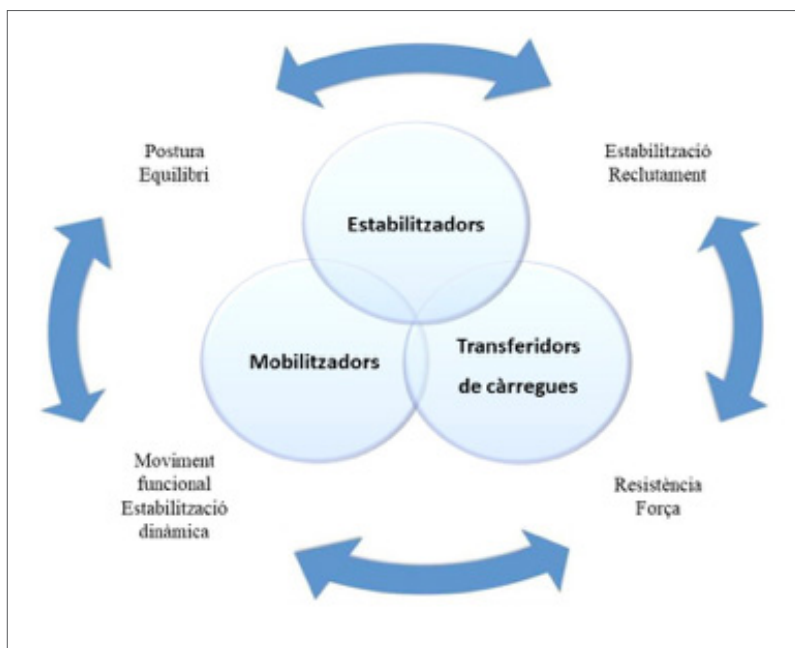 Postura
Equilibri
Estabilització
Reclutament
Estabilitzadors
Mobilitzadors
Transferidors
de càrregues
Moviment
funcional
Estabilització
dinàmica
Resistència
Força